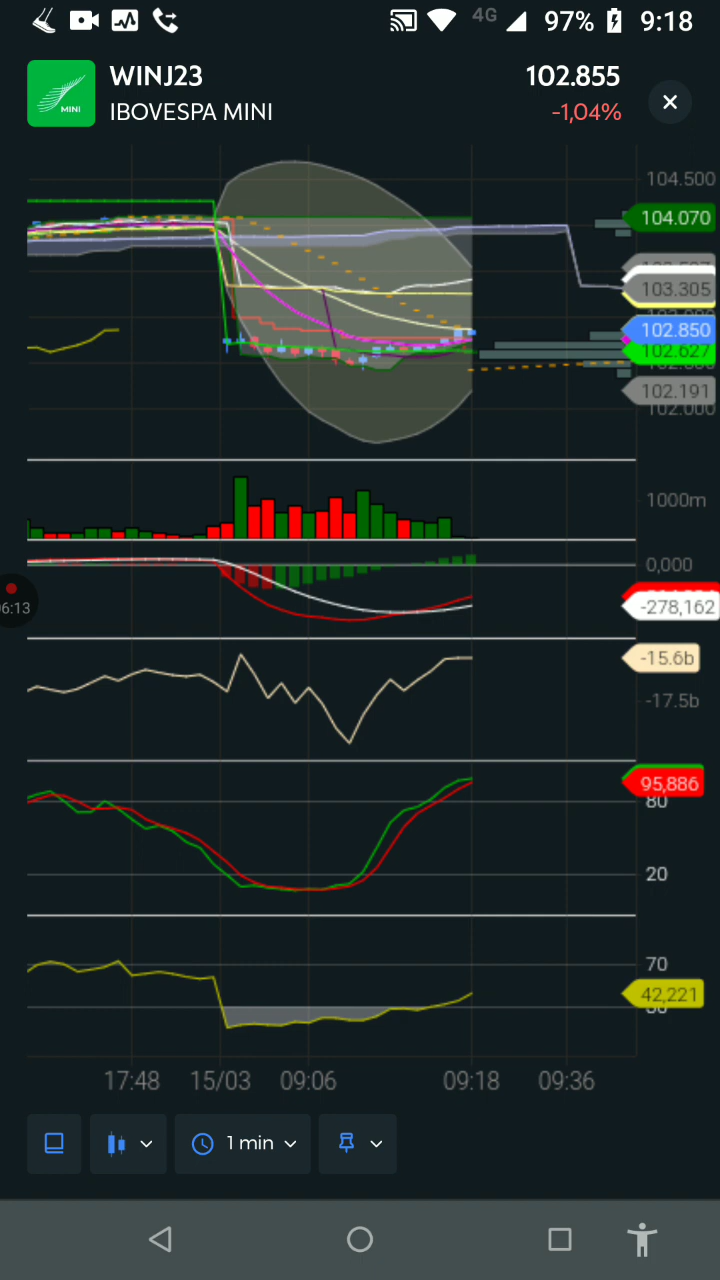 4G 97% 9:18
WINJ23 102.855
MINI IBOVESPA MINI -1,04%
104.500
104.070
103.305
102.850
102.627
102.191
102.000
1000m
0,000
6:13
-278,162
-15.6b
-17.5b
95,886
80
20
70
42,221
17:48 15/03 09:06 09:18 09:36
1 min